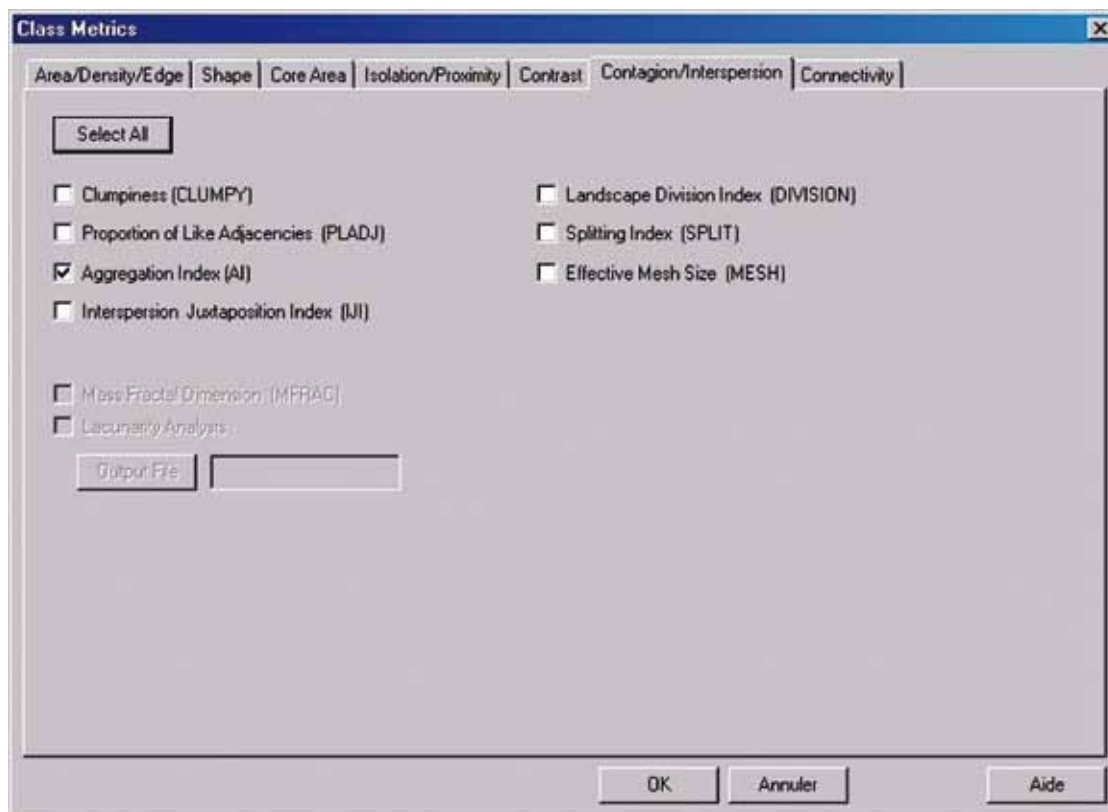 Class Metrics
Area/Density/Edge Shape Core Area Isolation/Proximity Contrast Contagion/Interspersion Connectivity
Select All
Clumpiness (CLUMPY)
Landscape Division Index (DIVISION)
Proportion of Like Adjacencies (PLADJ)
Splitting Index (SPLIT)
Aggregation Index (AI)
Effective Mesh Size (MESH)
Interspersion Juxtaposition Index (IJI)
Mass Fractal Dimension (MFRAC)
Lacunarity Analysis
Output File
OK Annuler Aide